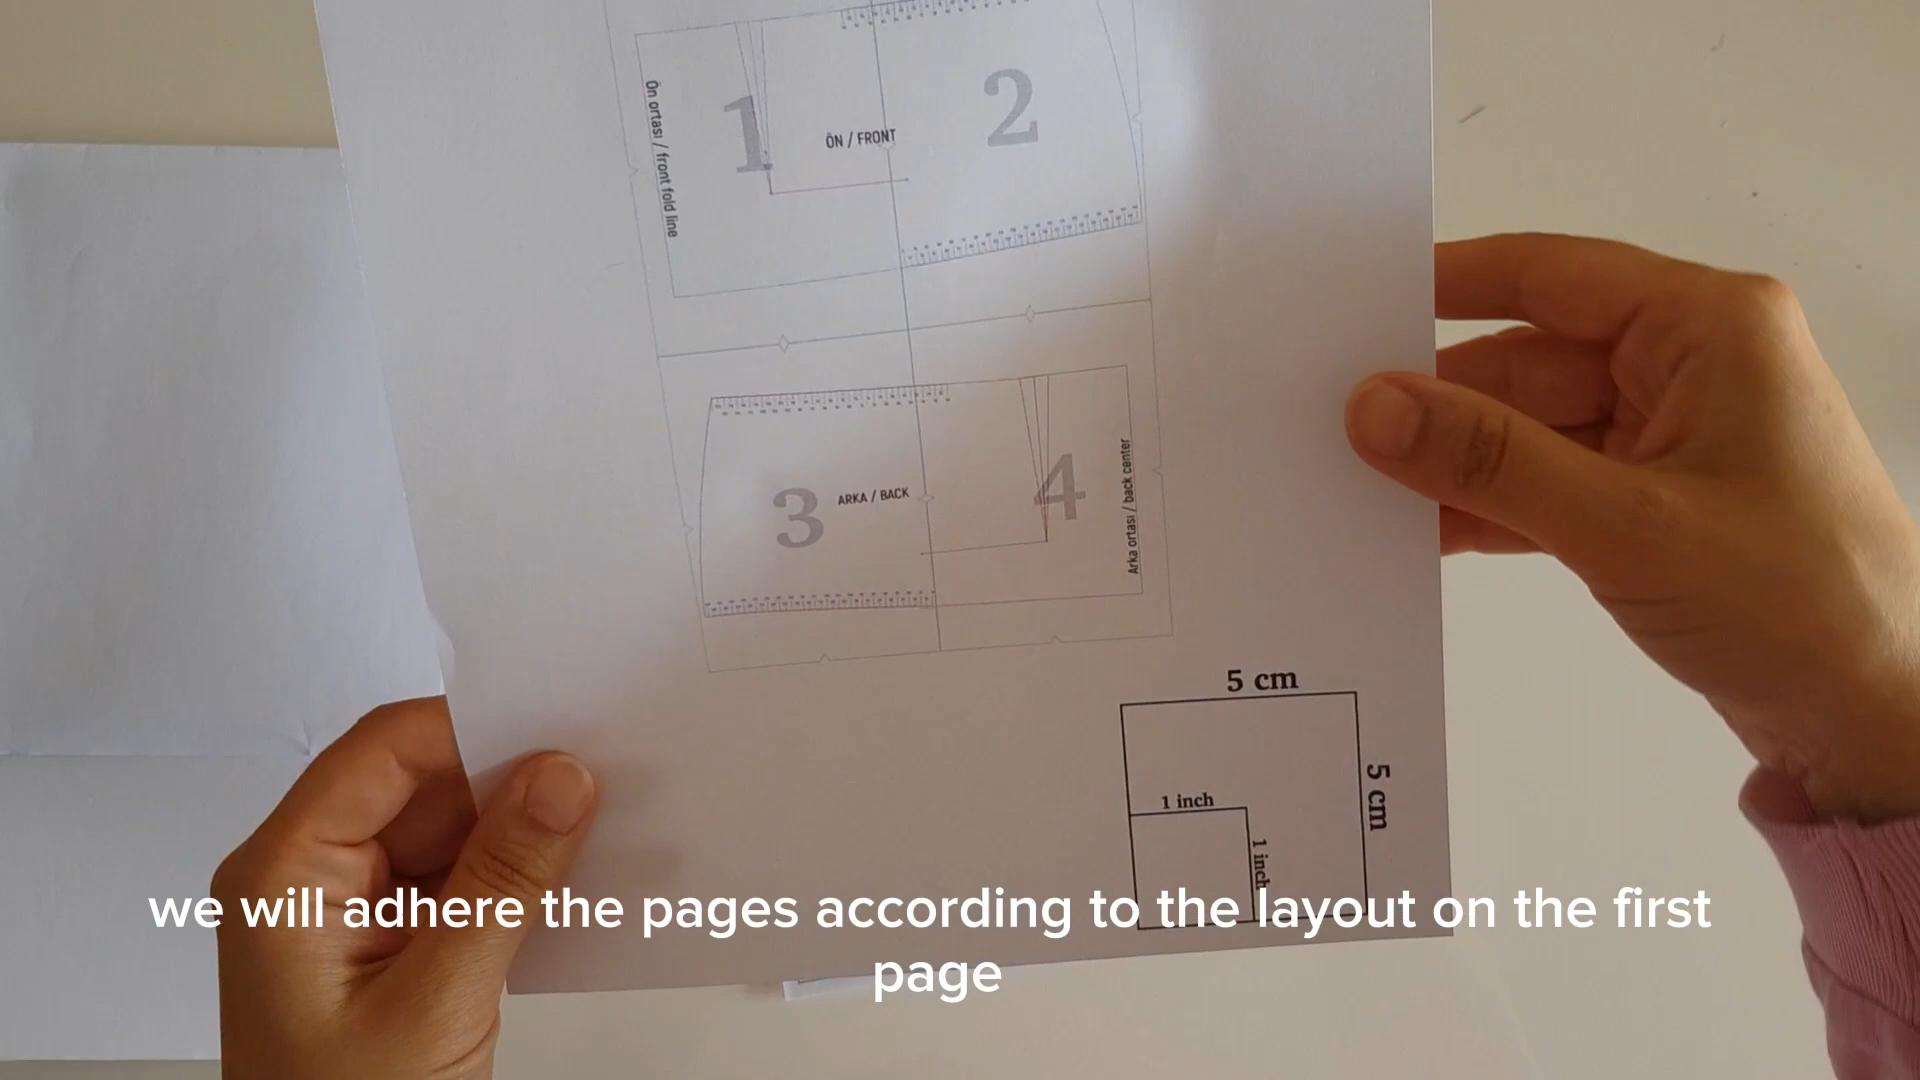 1
2
Ön ortası / front fold line
ÖN / FRONT
3
ARKA / BACK
4
Arka ortası / back center
5 cm
5 cm
1 inch
1 inch
we will adhere the pages according to the layout on the first
page